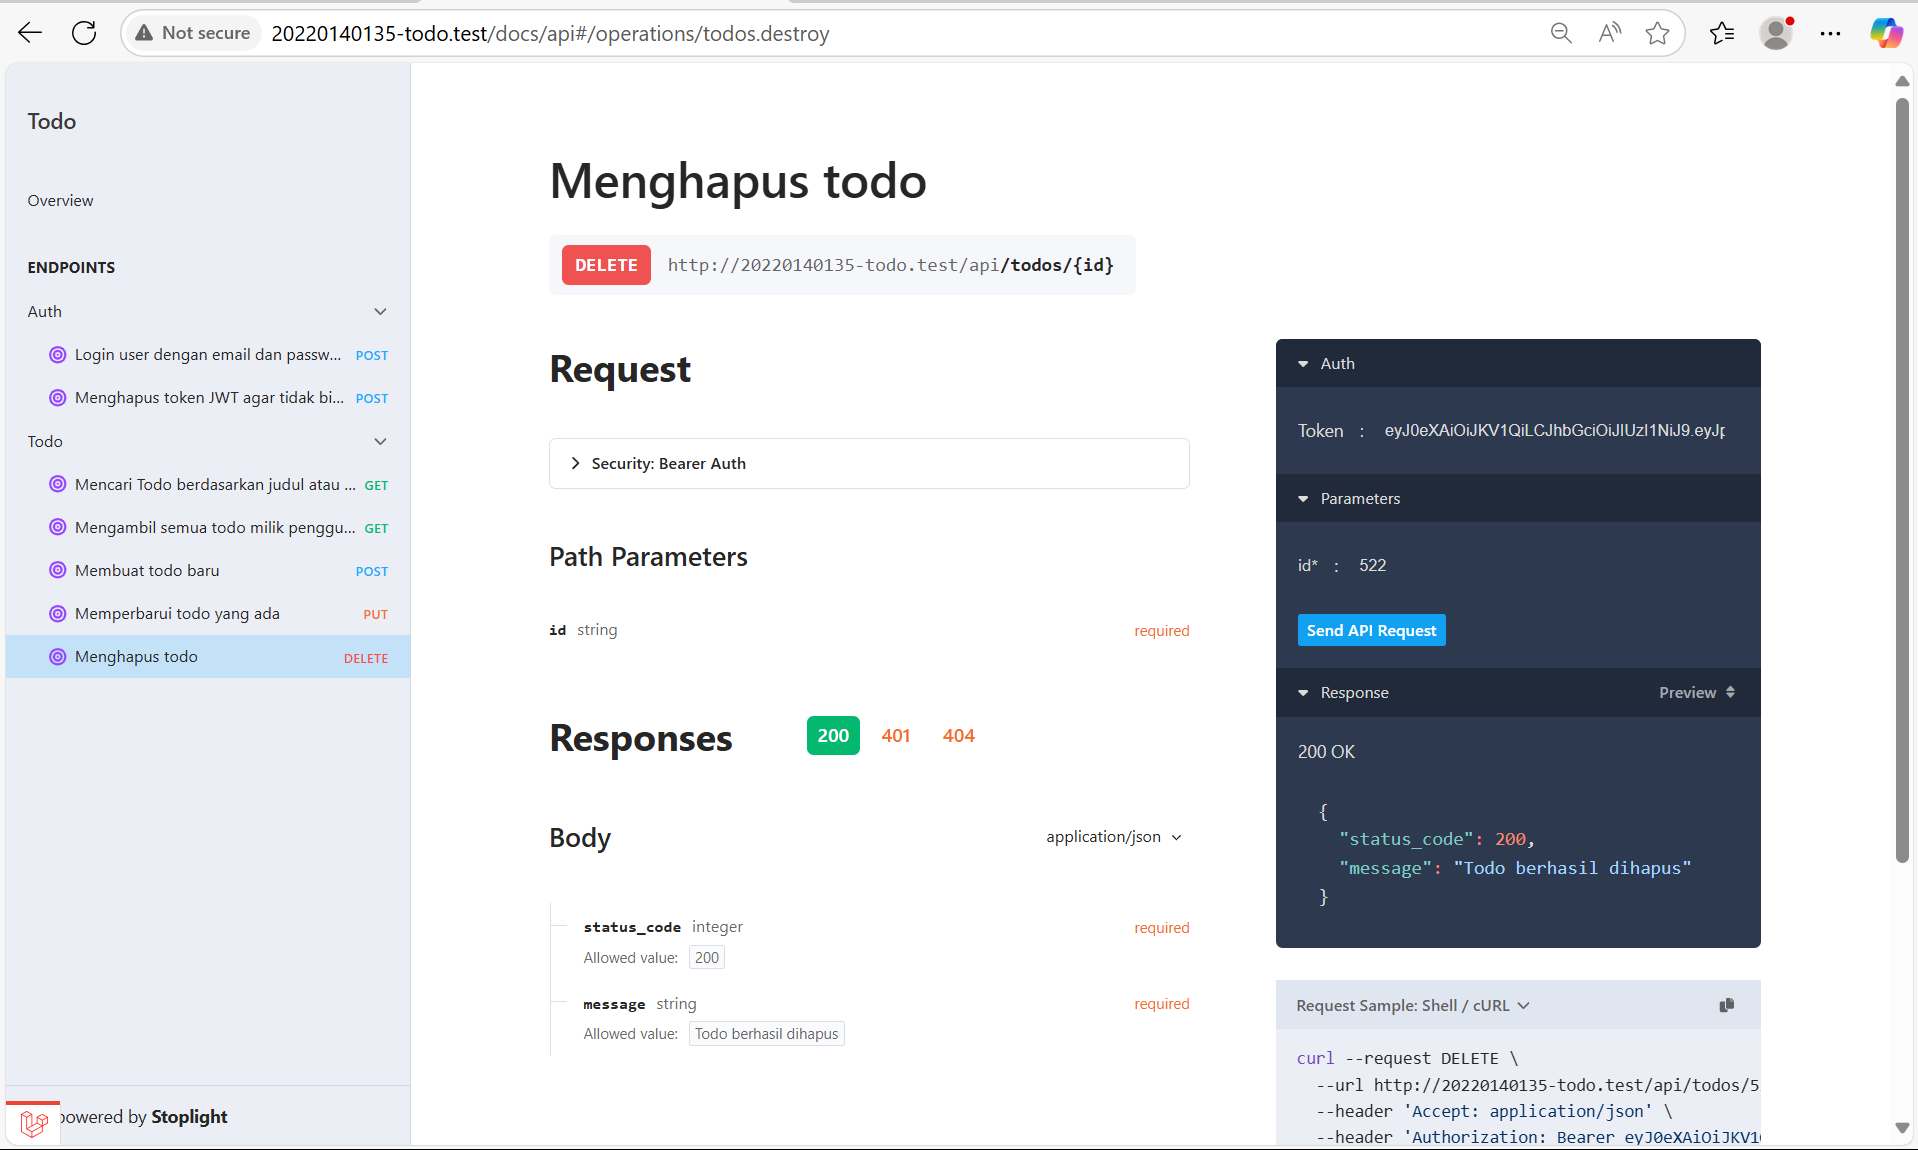 Not secure
20220140135-todo.test/docs/api#/operations/todos.destroy
Todo
Overview
ENDPOINTS
Auth
Login user dengan email dan passw... POST
Menghapus token JWT agar tidak bi... POST
Todo
Mencari Todo berdasarkan judul atau ... GET
Mengambil semua todo milik penggu... GET
Membuat todo baru POST
Memperbarui todo yang ada PUT
Menghapus todo DELETE
powered by Stoplight
Menghapus todo
DELETE http://20220140135-todo.test/api/todos/{id}
Request
Security: Bearer Auth
Path Parameters
id string required
Responses 200 401 404
Body application/json
status_code integer required
Allowed value: 200
message string required
Allowed value: Todo berhasil dihapus
Auth
Token : eyJ0eXAiOiJKV1QiLCJhbGciOiJIUzI1NiJ9.eyJp
Parameters
id* : 522
Send API Request
Response Preview
200 OK
{
"status_code": 200,
"message": "Todo berhasil dihapus"
}
Request Sample: Shell / cURL
curl --request DELETE \
--url http://20220140135-todo.test/api/todos/5
--header 'Accept: application/json' \
--header 'Authorization: Bearer eyJ0eXAiOiJKV1